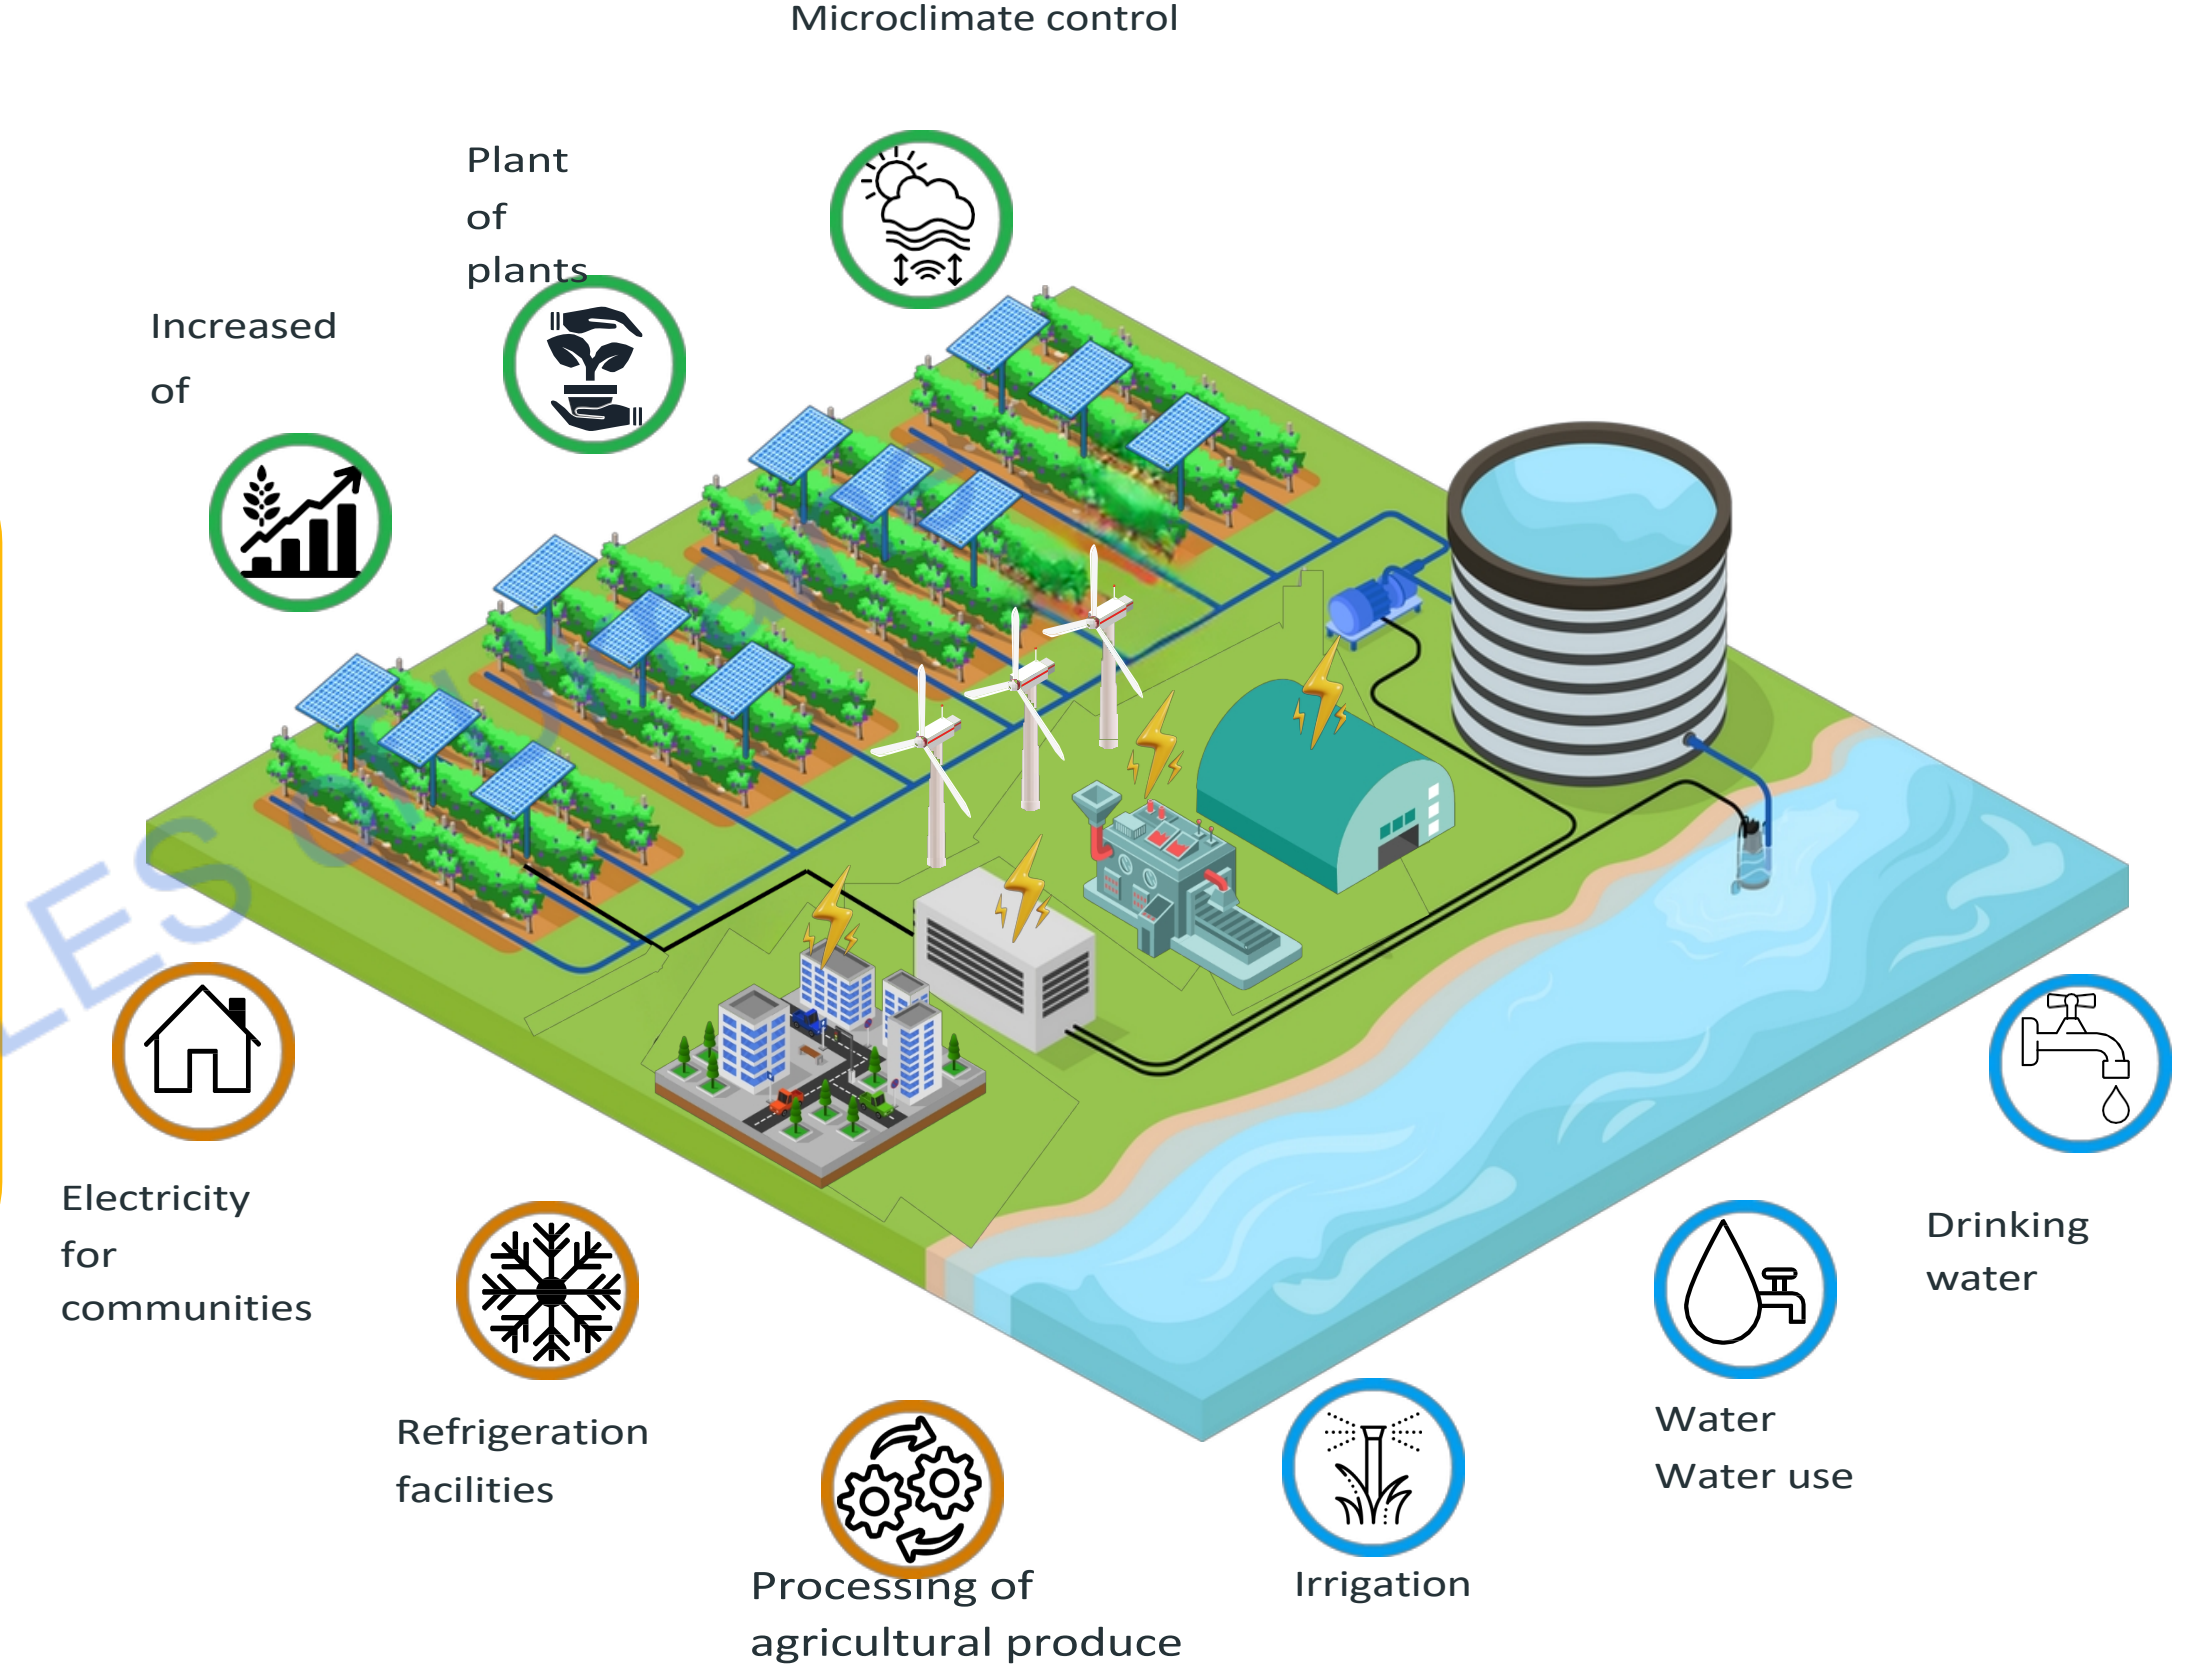 Microclimate control
Plant
of
plants
Increased
of
LES
Electricity
for
communities
Refrigeration
facilities
Processing of
agricultural produce
Irrigation
Water
Water use
Drinking
water